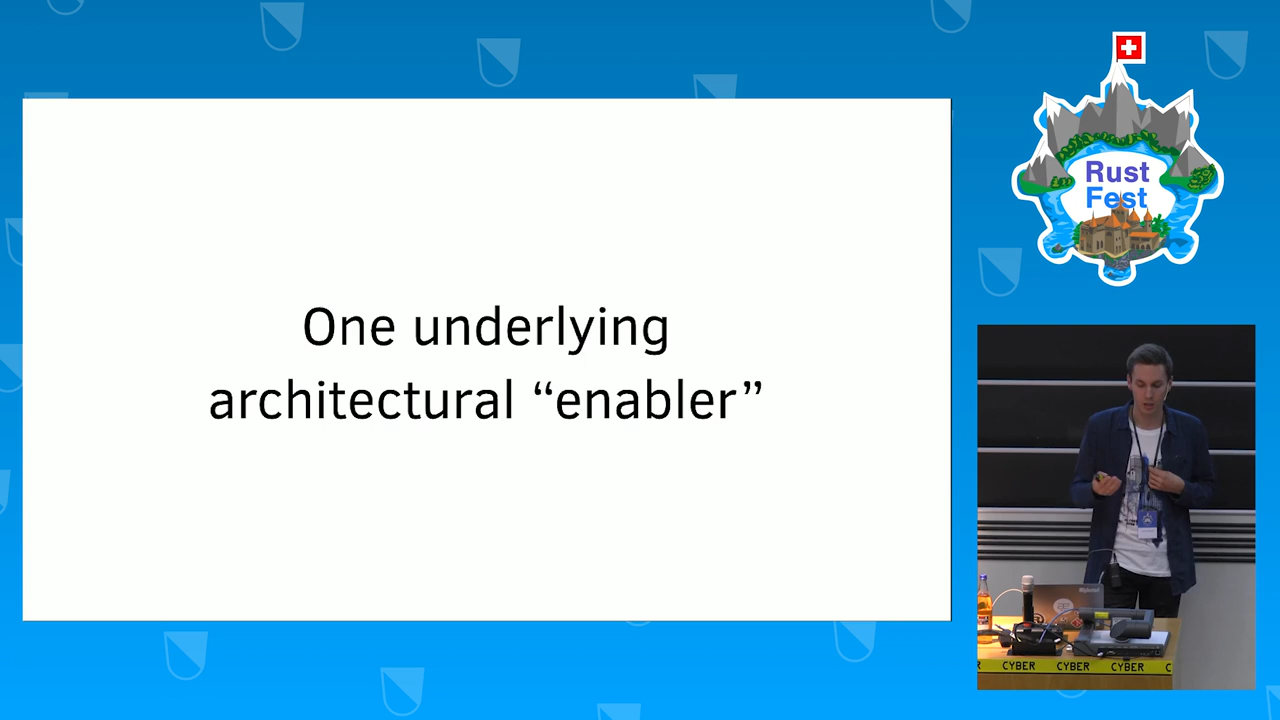 One underlying
architectural “enabler”
Rust
Fest
CYBER CYBER CYBER C